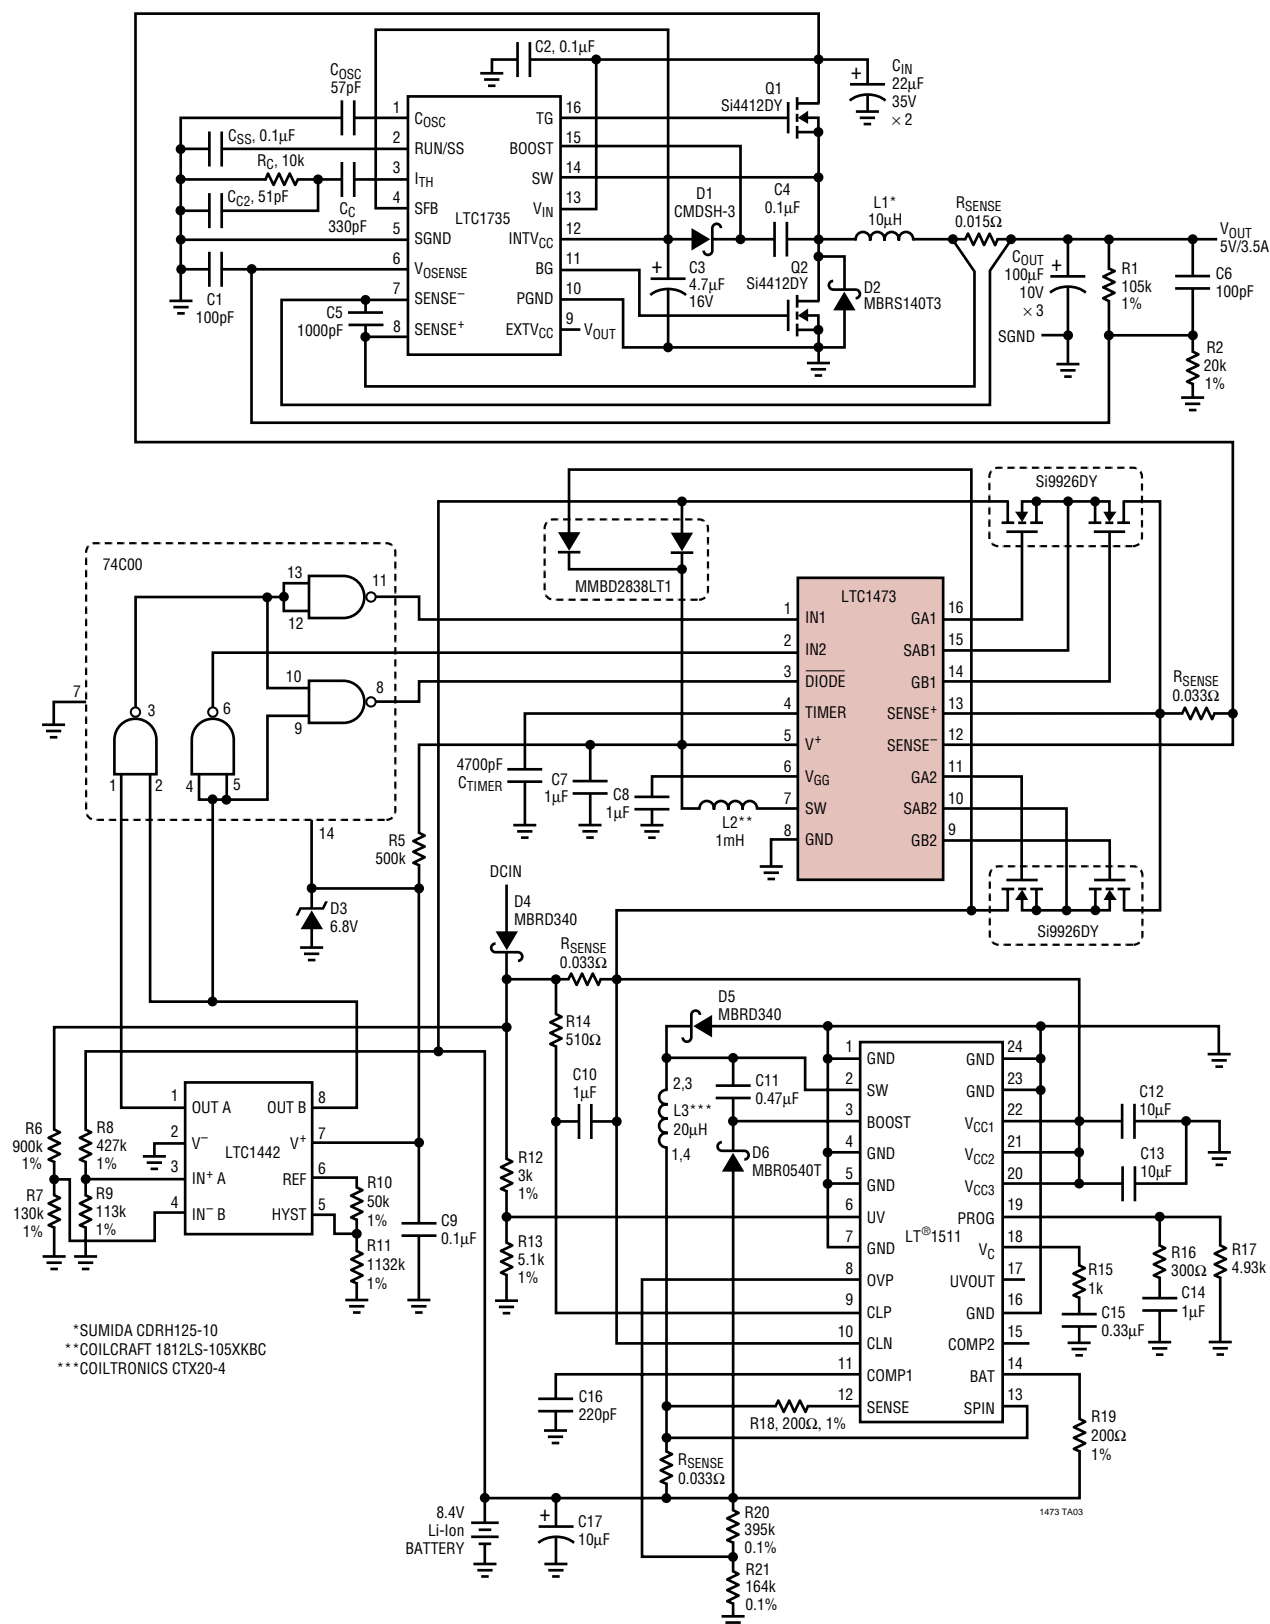 C2, 0.1µF
COSC
57pF
CSS, 0.1µF
RC, 10k
CC2, 51pF
CC
330pF
C1
100pF
C5
1000pF
1
2
3
4
5
6
7
8
COSC
RUN/SS
ITH
SFB
SGND
VOSENSE
SENSE–
SENSE+
LTC1735
TG
BOOST
SW
VIN
INTVCC
BG
PGND
EXTVCC
16
15
14
13
12
11
10
9
VOUT
Q1
Si4412DY
+
CIN
22µF
35V
× 2
D1
CMDSH-3
C4
0.1µF
+
C3
4.7µF
16V
Q2
Si4412DY
D2
MBRS140T3
L1*
10µH
RSENSE
0.015Ω
VOUT
5V/3.5A
COUT
100µF
10V
× 3
+
SGND
R1
105k
1%
C6
100pF
R2
20k
1%
Si9926DY
MMBD2838LT1
74C00
13
12
11
10
9
8
7
3
6
1
2
4
5
14
1
2
3
4
5
6
7
8
IN1
IN2
DIODE
TIMER
V+
VGG
SW
GND
LTC1473
GA1
SAB1
GB1
SENSE+
SENSE–
GA2
SAB2
GB2
16
15
14
13
12
11
10
9
RSENSE
0.033Ω
4700pF
CTIMER
C7
1µF
C8
1µF
L2**
1mH
Si9926DY
R5
500k
D3
6.8V
DCIN
D4
MBRD340
RSENSE
0.033Ω
R14
510Ω
C10
1µF
D5
MBRD340
2,3
L3***
20µH
1,4
C11
0.47µF
D6
MBR0540T
R6
900k
1%
R7
130k
1%
R8
427k
1%
R9
113k
1%
1
2
3
4
OUT A
V–
IN+ A
IN– B
LTC1442
OUT B
V+
REF
HYST
8
7
6
5
R10
50k
1%
R11
1132k
1%
C9
0.1µF
R12
3k
1%
R13
5.1k
1%
1
2
3
4
5
6
7
8
9
10
11
12
GND
SW
BOOST
GND
GND
UV
GND
OVP
CLP
CLN
COMP1
SENSE
LT®1511
GND
GND
VCC1
VCC2
VCC3
PROG
VC
UVOUT
GND
COMP2
BAT
SPIN
24
23
22
21
20
19
18
17
16
15
14
13
C12
10µF
C13
10µF
R15
1k
C15
0.33µF
R16
300Ω
C14
1µF
R17
4.93k
C16
220pF
R18, 200Ω, 1%
R19
200Ω
1%
RSENSE
0.033Ω
*SUMIDA CDRH125-10
**COILCRAFT 1812LS-105XKBC
***COILTRONICS CTX20-4
8.4V
Li-Ion
BATTERY
+
C17
10µF
R20
395k
0.1%
R21
164k
0.1%
1473 TA03